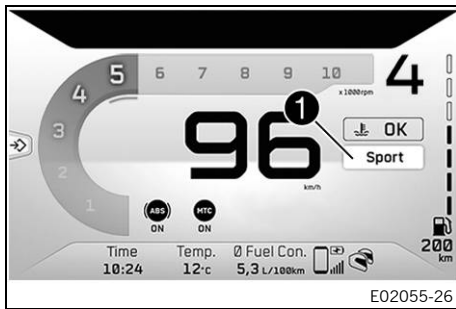 5 6 7 8 9 10
4
4
x1000rpm
1
3
OK
96
Sport
2
km/h
1
(ABS) MTC
ON ON
Time Temp. Ø Fuel Con.
200
10:24 12°c 5,3 L/100km
km
E02055-26